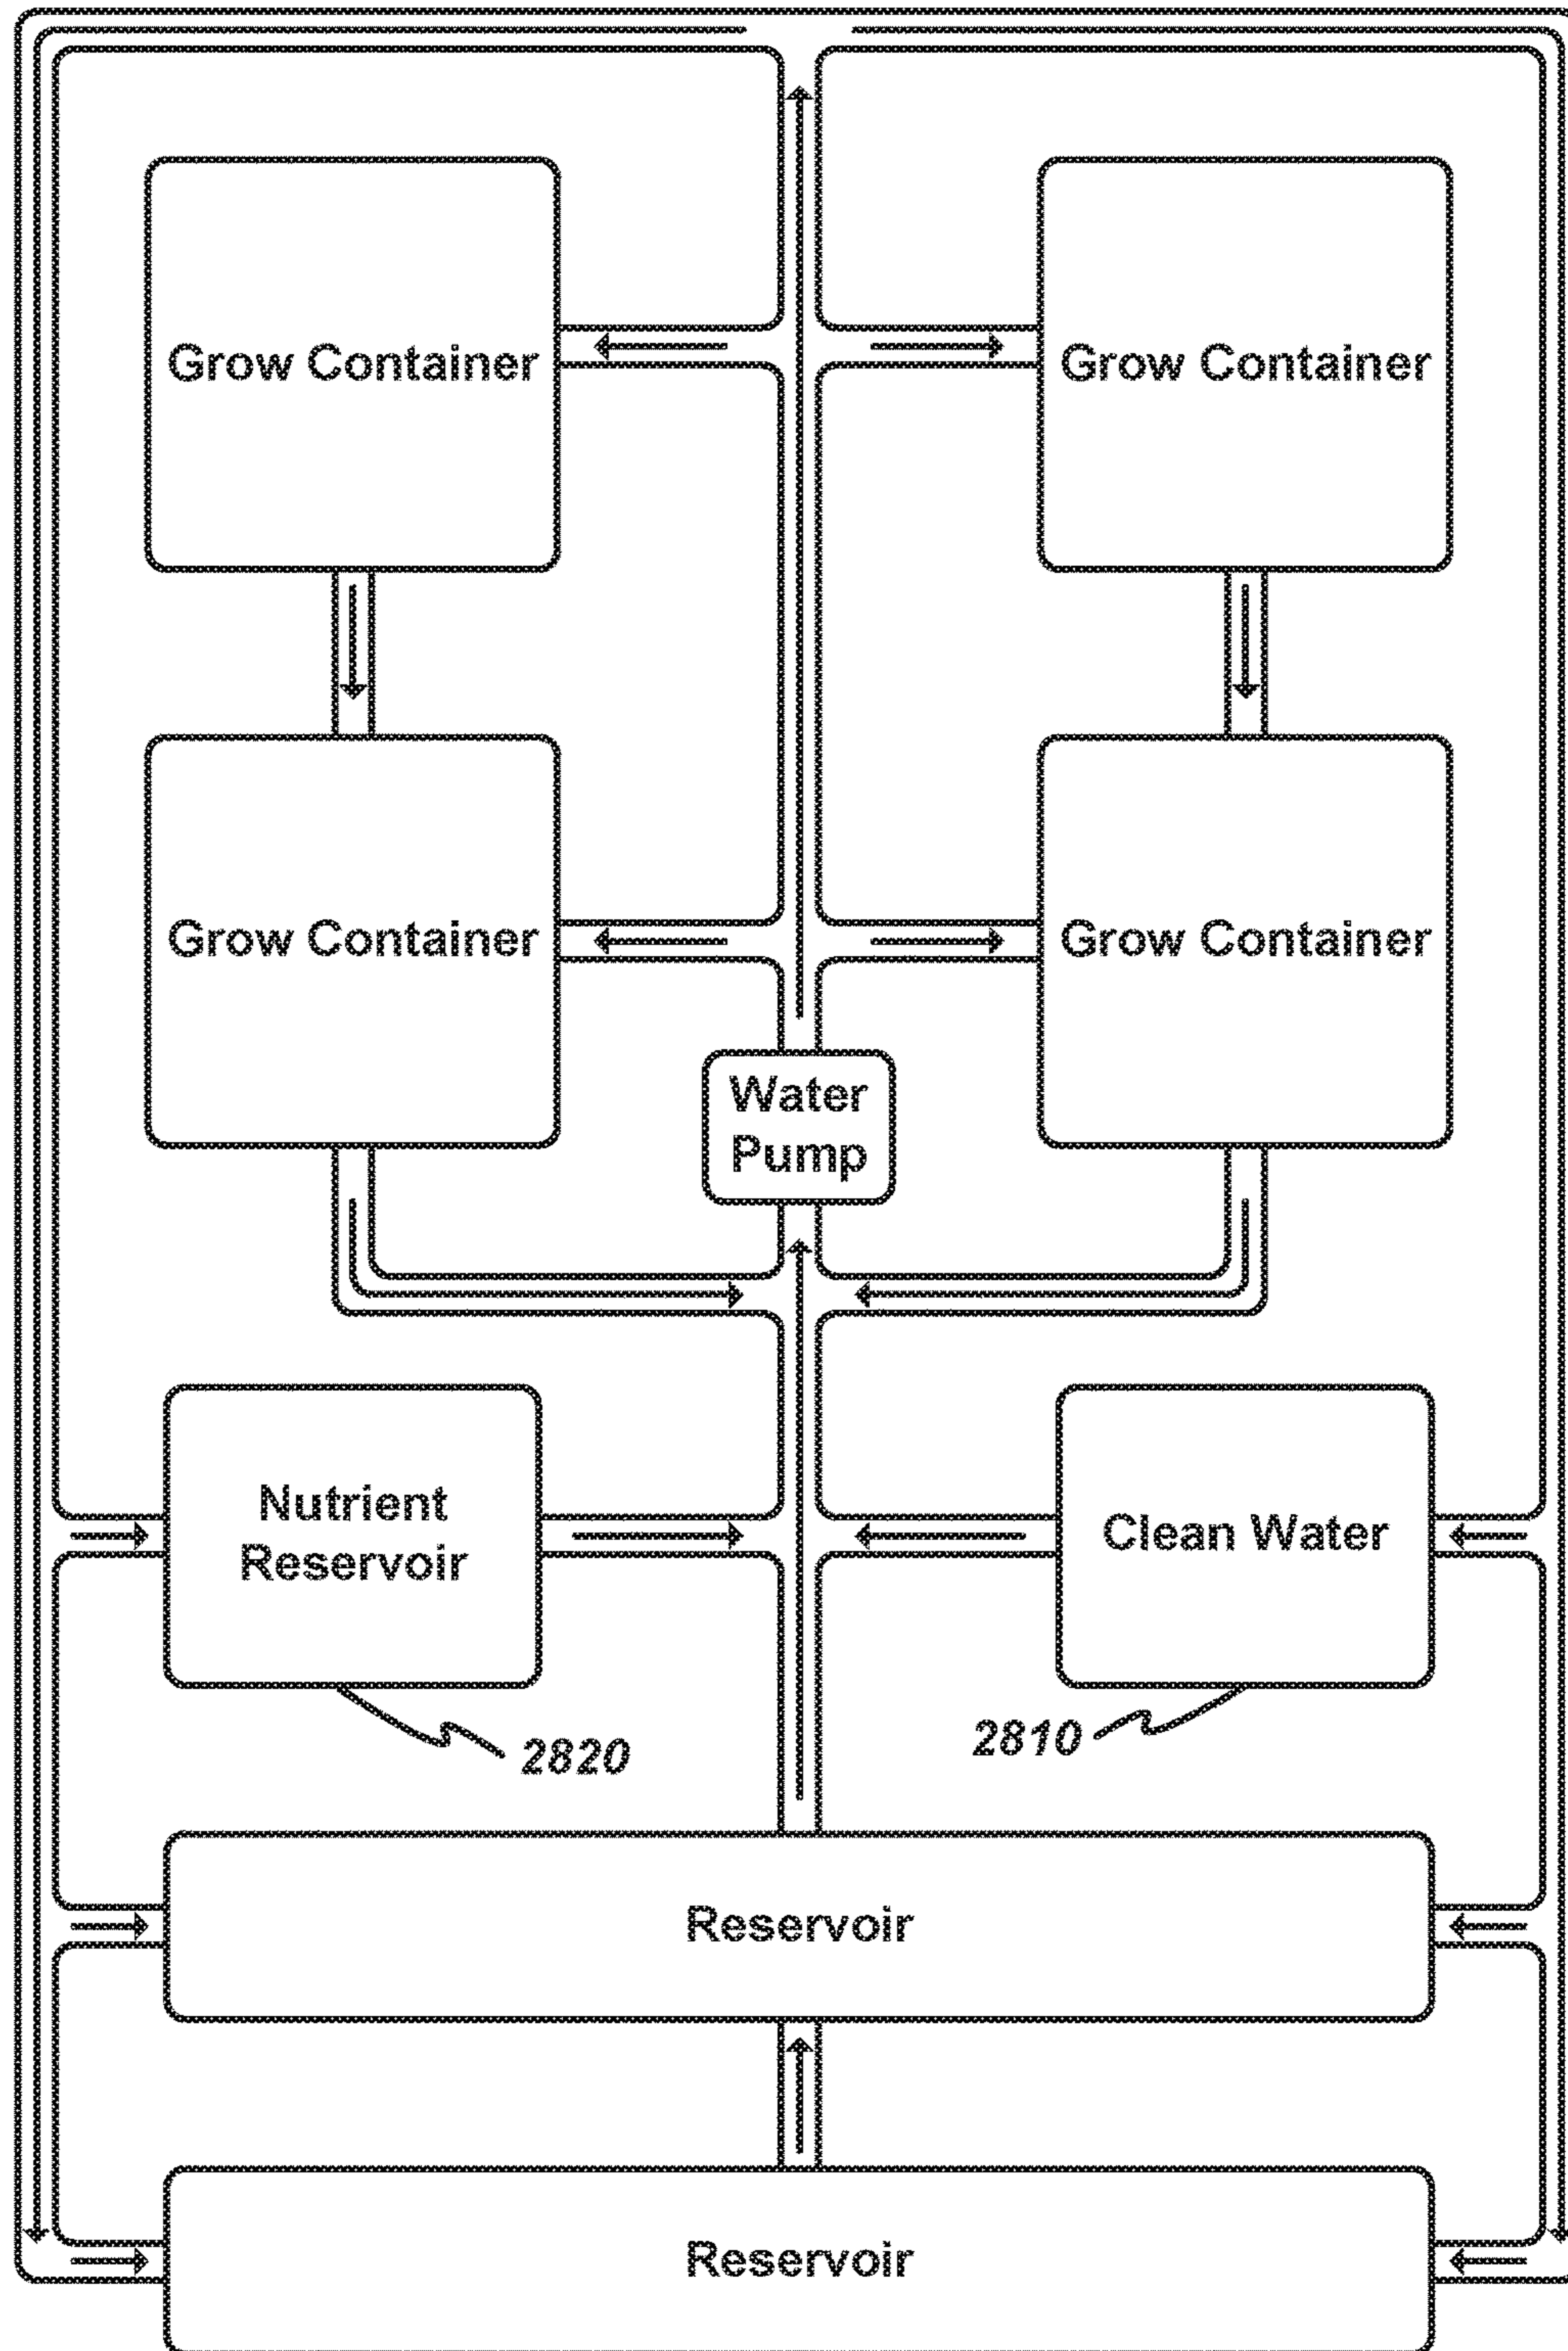 Grow Container
Grow Container
Grow Container
Grow Container
Water
Pump
Nutrient
Reservoir
Clean Water
2820
2810
Reservoir
Reservoir